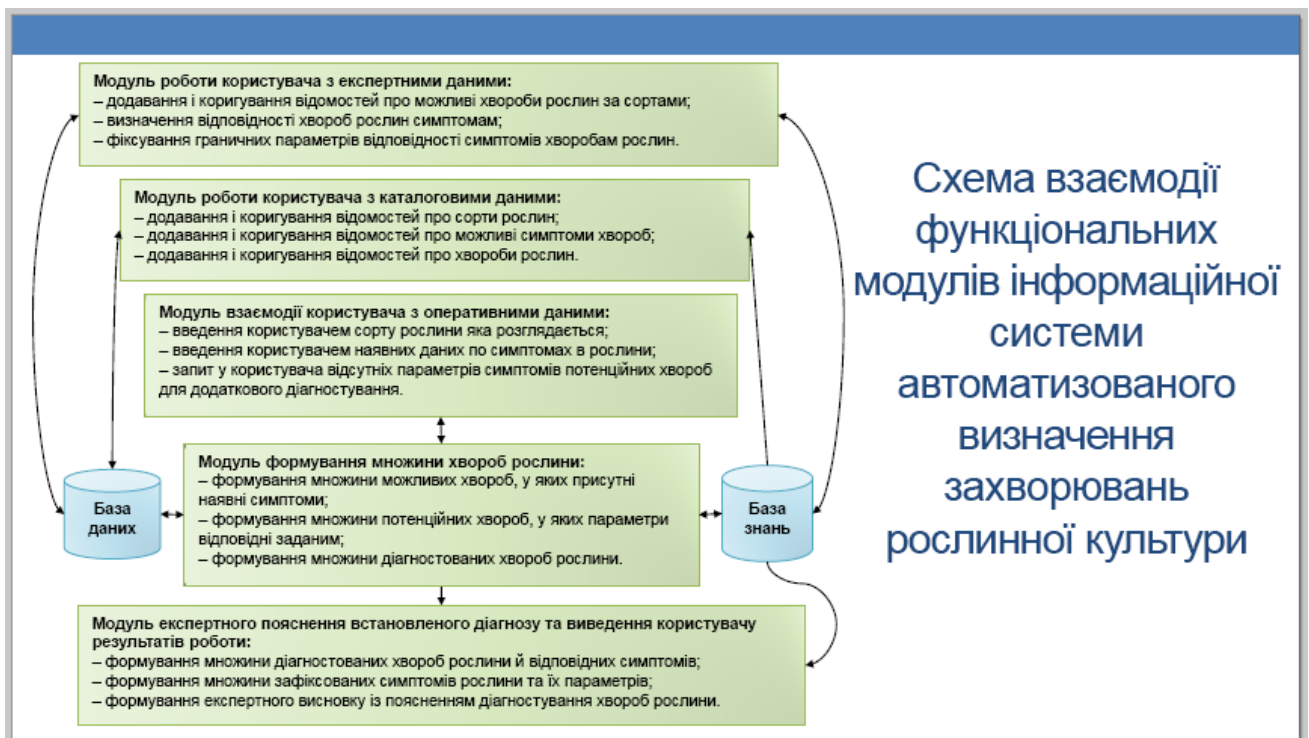 Модуль роботи користувача з експертними даними:
– додавання і коригування відомостей про можливі хвороби рослин за сортами;
– визначення відповідності хвороб рослин симптомам;
– фіксування граничних параметрів відповідності симптомів хворобам рослин.
Модуль роботи користувача з каталоговими даними:
– додавання і коригування відомостей про сорти рослин;
– додавання і коригування відомостей про можливі симптоми хвороб;
– додавання і коригування відомостей про хвороби рослин.
Модуль взаємодії користувача з оперативними даними:
– введення користувачем сорту рослини яка розглядається;
– введення користувачем наявних даних по симптомах в рослини;
– запит у користувача відсутніх параметрів симптомів потенційних хвороб
для додаткового діагностування.
База
даних
Модуль формування множини хвороб рослини:
– формування множини можливих хвороб, у яких присутні
наявні симптоми;
– формування множини потенційних хвороб, у яких параметри
відповідні заданим;
– формування множини діагностованих хвороб рослини.
База
знань
Модуль експертного пояснення встановленого діагнозу та виведення користувачу
результатів роботи:
– формування множини діагностованих хвороб рослини й відповідних симптомів;
– формування множини зафіксованих симптомів рослини та їх параметрів;
– формування експертного висновку із поясненням діагностування хвороб рослини.
Схема взаємодії
функціональних
модулів інформаційної
системи
автоматизованого
визначення
захворювань
рослинної культури